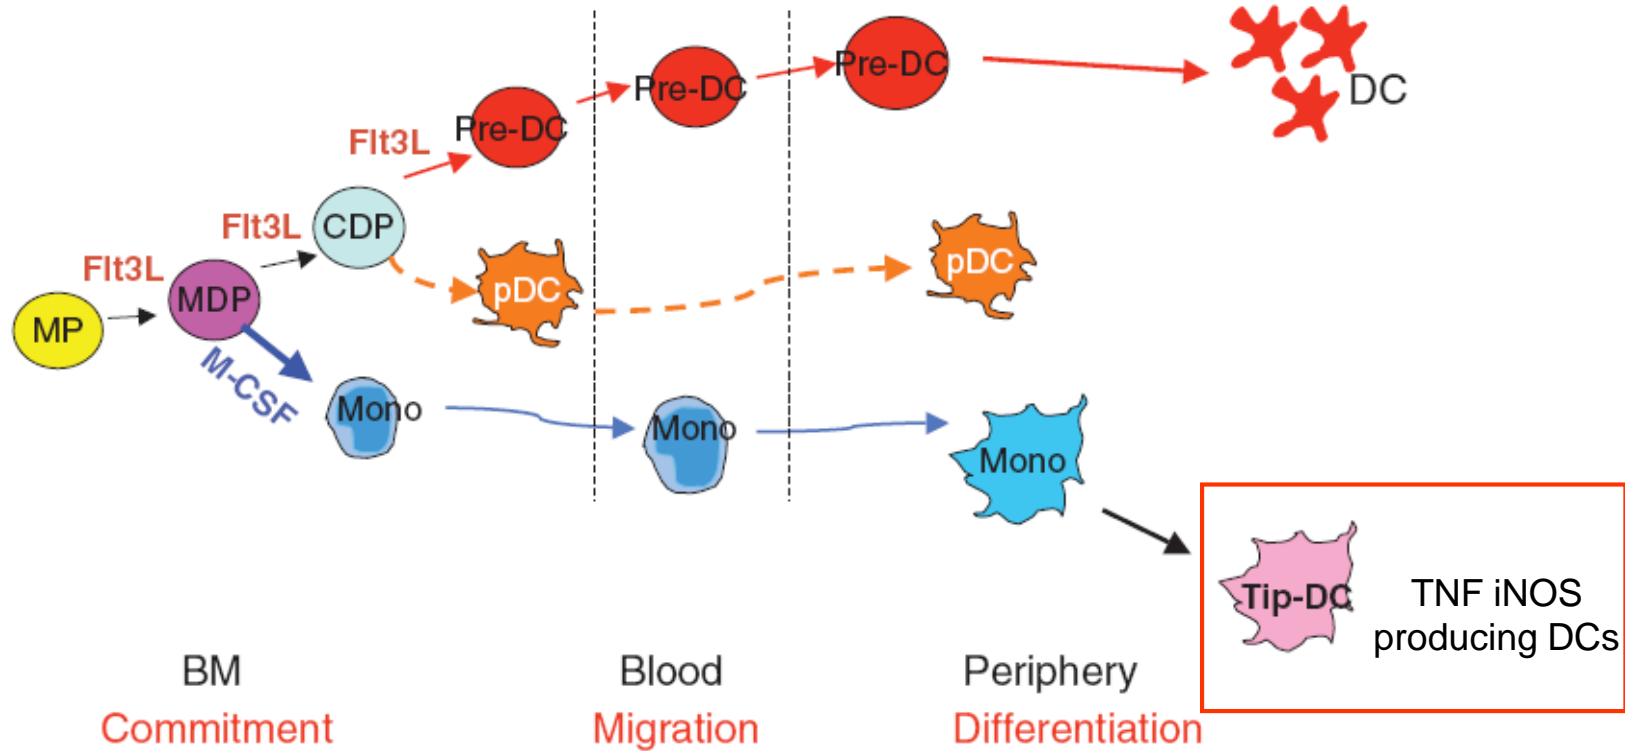 Pre-DC
Pre-DC
Pre-DC
DC
Flt3L
Flt3L
CDP
Flt3L
MDP
MP
pDC
pDC
M-CSF
Mono
Mono
Mono
Tip-DC
TNF iNOS
producing DCs
BM
Blood
Periphery
Commitment
Migration
Differentiation